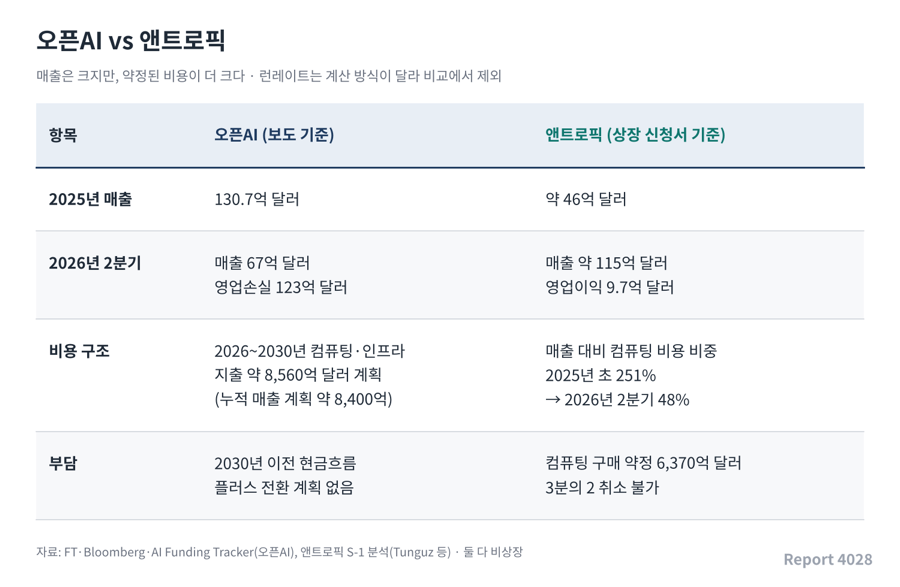 오픈AI vs 앤트로픽
매출은 크지만, 약정된 비용이 더 크다 · 런레이트는 계산 방식이 달라 비교에서 제외
항목
오픈AI (보도 기준)
앤트로픽 (상장 신청서 기준)
2025년 매출
130.7억 달러
약 46억 달러
2026년 2분기
매출 67억 달러
영업손실 123억 달러
매출 약 115억 달러
영업이익 9.7억 달러
비용 구조
2026~2030년 컴퓨팅·인프라
지출 약 8,560억 달러 계획
(누적 매출 계획 약 8,400억)
매출 대비 컴퓨팅 비용 비중
2025년 초 251%
→ 2026년 2분기 48%
부담
2030년 이전 현금흐름
플러스 전환 계획 없음
컴퓨팅 구매 약정 6,370억 달러
3분의 2 취소 불가
자료: FT·Bloomberg·AI Funding Tracker(오픈AI), 앤트로픽 S-1 분석(Tunguz 등) · 둘 다 비상장
Report 4028